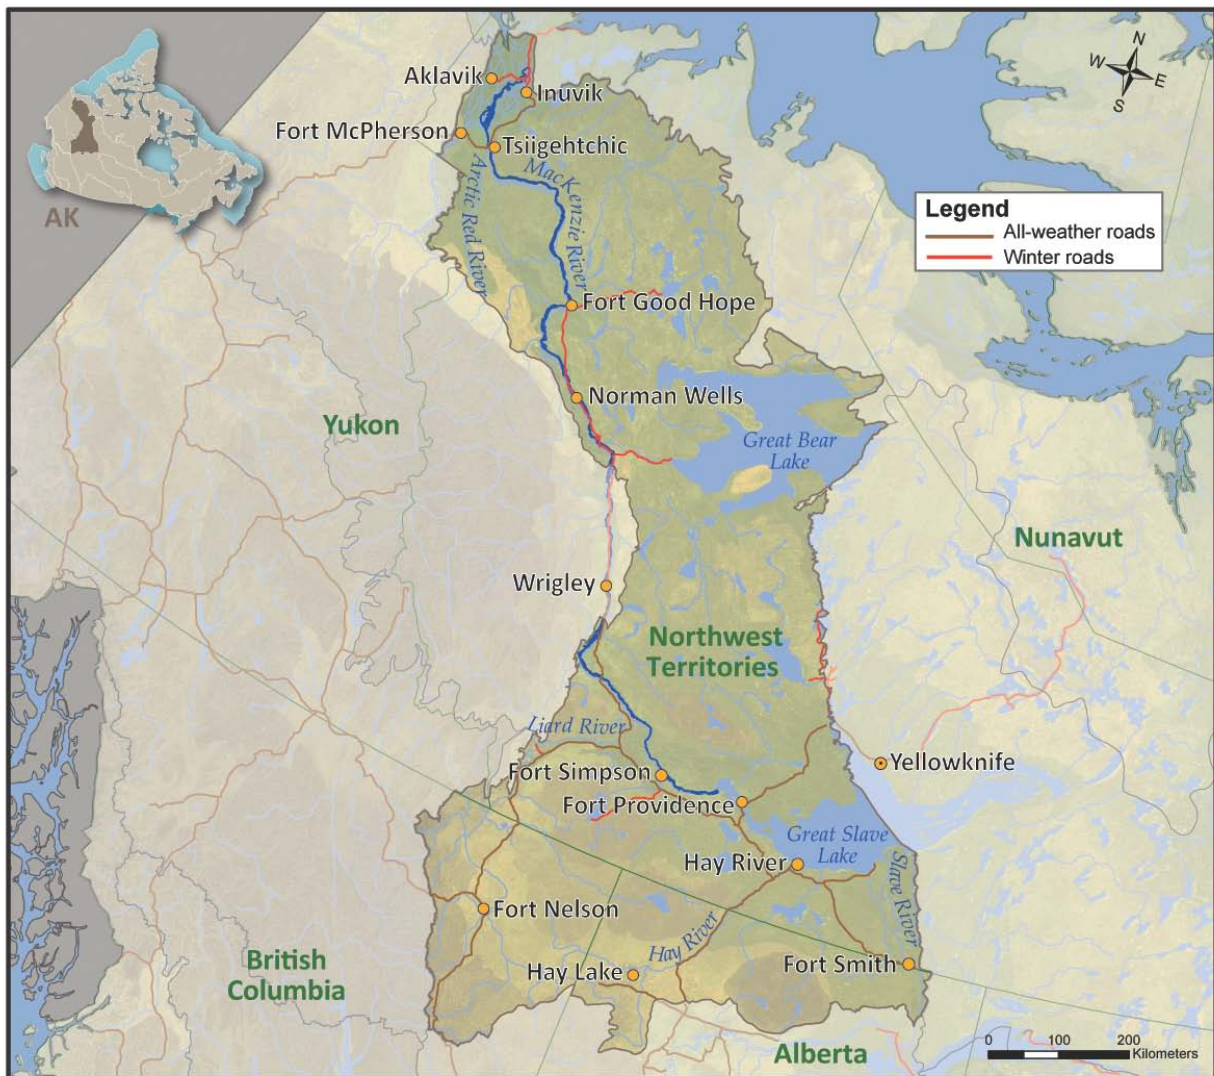 AK
Aklavik
Inuvik
Fort McPherson
Tsiigehtchic
MacKenzie River
Arctic Red River
N
W
E
S
Legend
All-weather roads
Winter roads
Fort Good Hope
Norman Wells
Yukon
Great Bear
Lake
Nunavut
Wrigley
Northwest
Territories
Liard River
Yellowknife
Fort Simpson
Fort Providence
Great Slave
Lake
Hay River
Slave River
Fort Nelson
Hay River
Hay Lake
Fort Smith
British
Columbia
Alberta
0 100 200
Kilometers